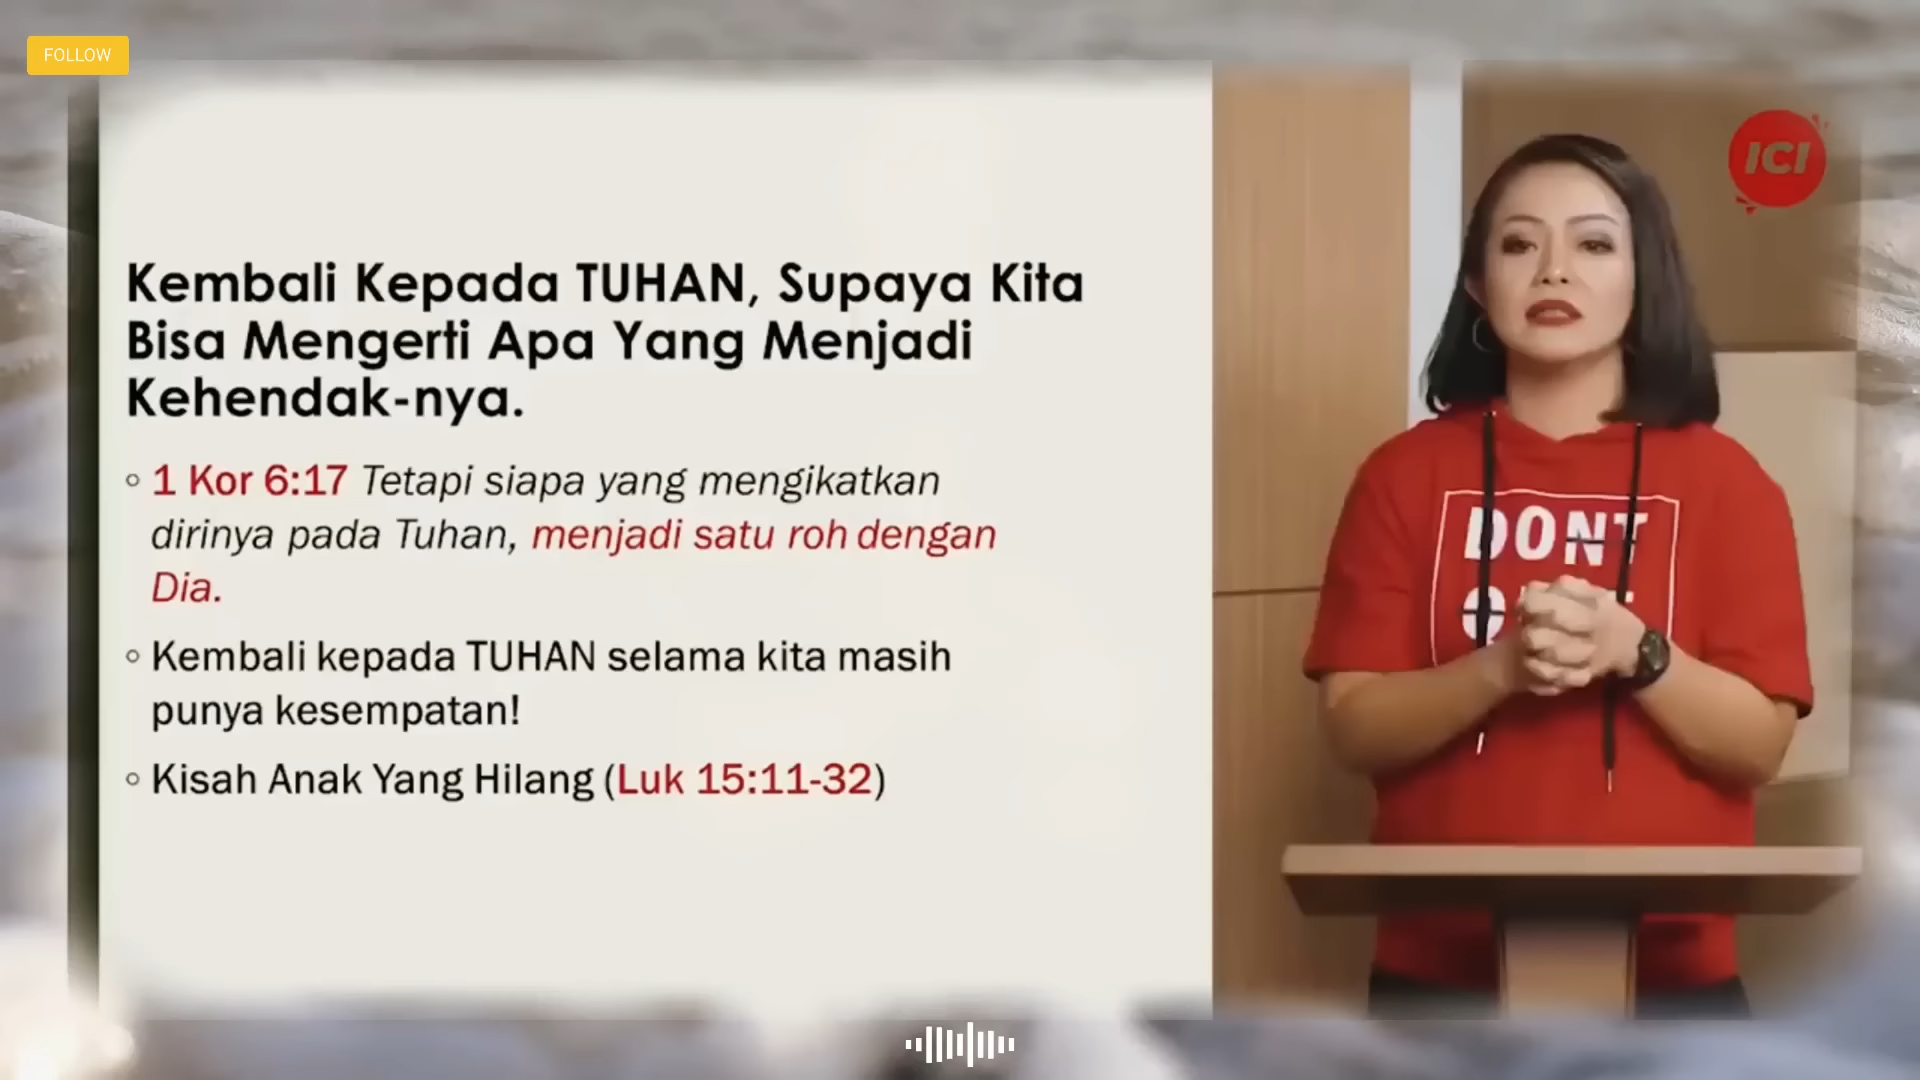 FOLLOW
ICI
Kembali Kepada TUHAN, Supaya Kita
Bisa Mengerti Apa Yang Menjadi
Kehendak-nya.
1 Kor 6:17 Tetapi siapa yang mengikatkan
dirinya pada Tuhan, menjadi satu roh dengan
Dia.
Kembali kepada TUHAN selama kita masih
punya kesempatan!
Kisah Anak Yang Hilang (Luk 15:11-32)
DONT